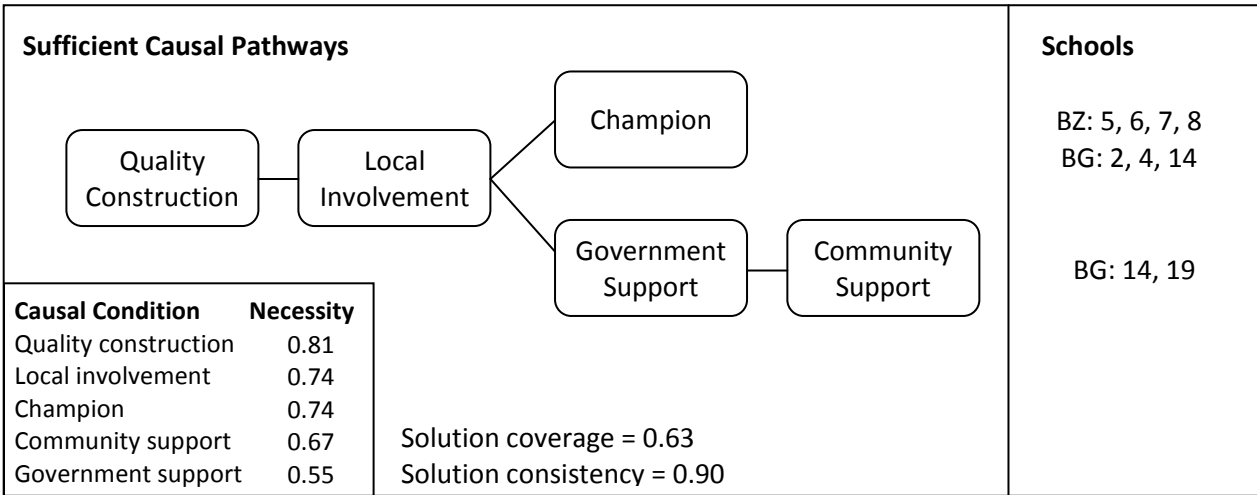 Sufficient Causal Pathways
Schools
Quality
Construction
Local
Involvement
Champion
Government
Support
Community
Support
BZ: 5, 6, 7, 8
BG: 2, 4, 14
BG: 14, 19
Causal Condition Necessity
Quality construction 0.81
Local involvement 0.74
Champion 0.74
Community support 0.67
Government support 0.55
Solution coverage = 0.63
Solution consistency = 0.90